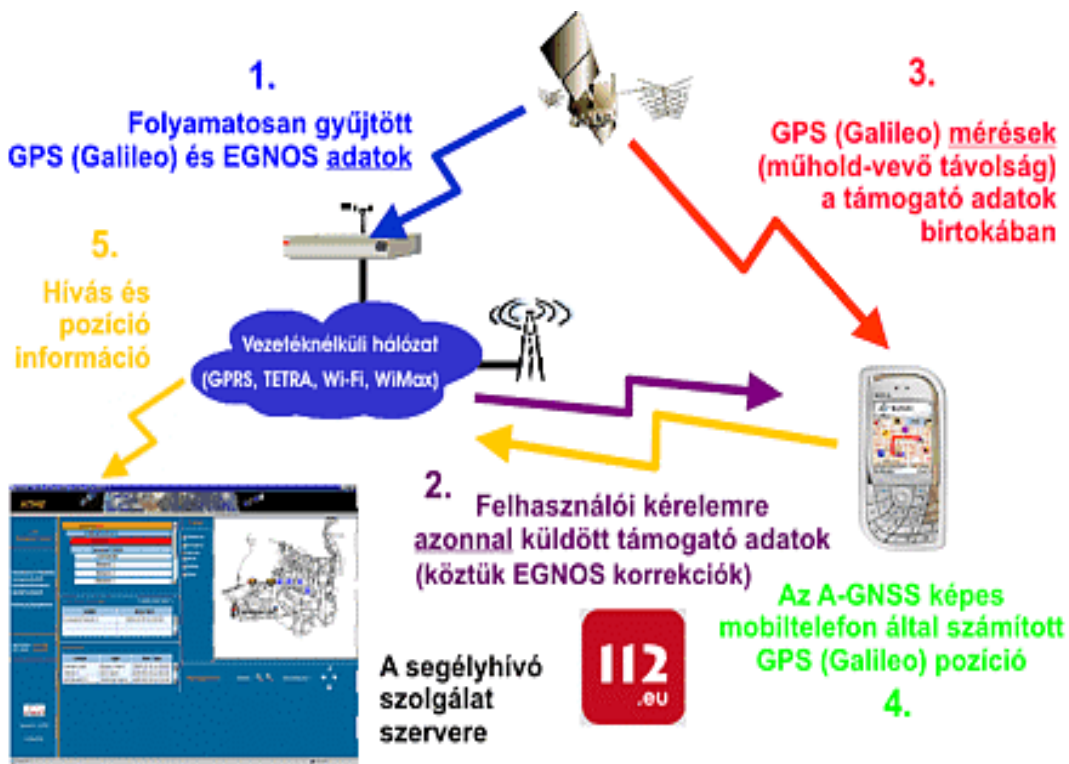 1.
Folyamatosan gyűjtött
GPS (Galileo) és EGNOS adatok
3.
GPS (Galileo) mérések
(műhold-vevő távolság)
a támogató adatok
birtokában
5.
Hívás és
pozíció
információ
Vezetéknélküli hálózat
(GPRS, TETRA, Wi-Fi, WiMax)
2.
Felhasználói kérelemre
azonnal küldött támogató adatok
(köztük EGNOS korrekciók)
Az A-GNSS képes
mobiltelefon által számított
GPS (Galileo) pozíció
4.
A segélyhívó
szolgálat
szervere
112
.eu